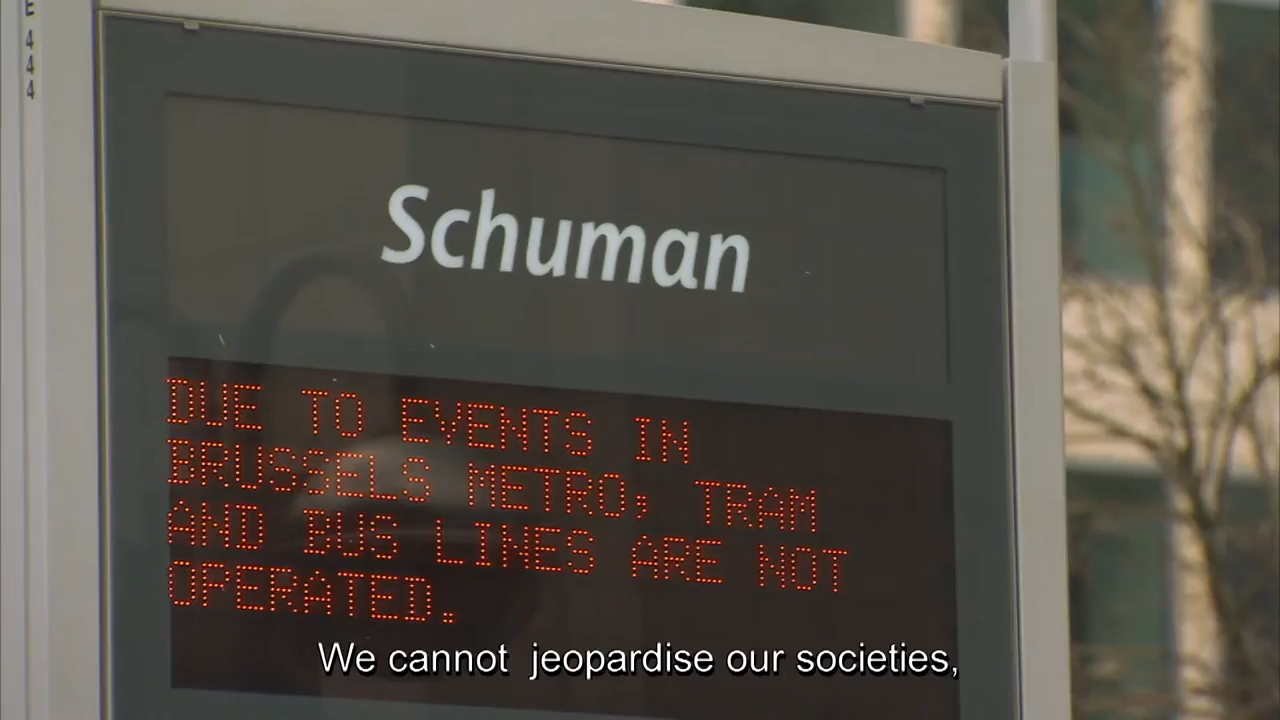 E 444
Schuman
DUE TO EVENTS IN
BRUSSELS METRO, TRAM
AND BUS LINES ARE NOT
OPERATED.
We cannot  jeopardise our societies,